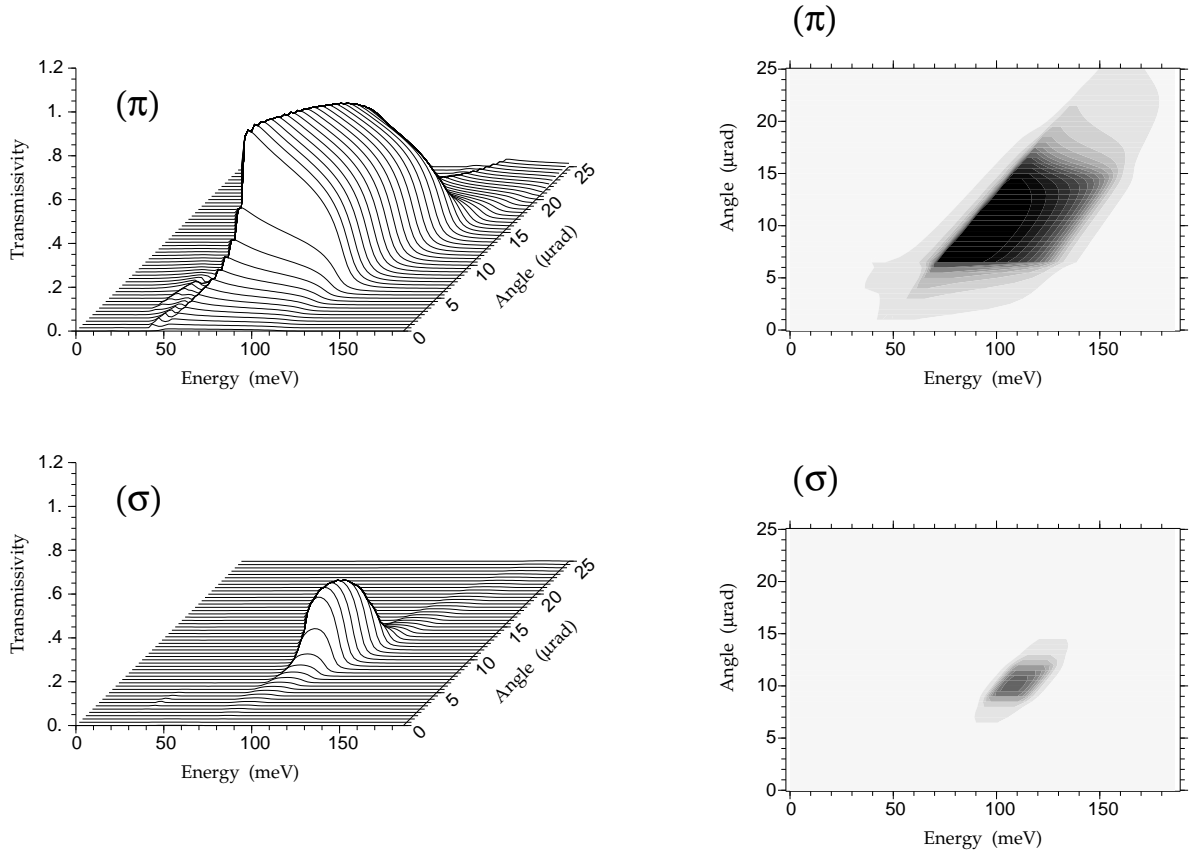 (π)
1.2
1.
.8
.6
.4
.2
0.
Transmissivity
(π)
0 50 100 150
Energy (meV)
0 5 10 15 20 25
Angle (μrad)
25
20
15
10
5
0
Angle (μrad)
0 50 100 150
Energy (meV)
1.2
1.
.8
.6
.4
.2
0.
Transmissivity
(σ)
0 50 100 150
Energy (meV)
0 5 10 15 20 25
Angle (μrad)
(σ)
25
20
15
10
5
0
Angle (μrad)
0 50 100 150
Energy (meV)